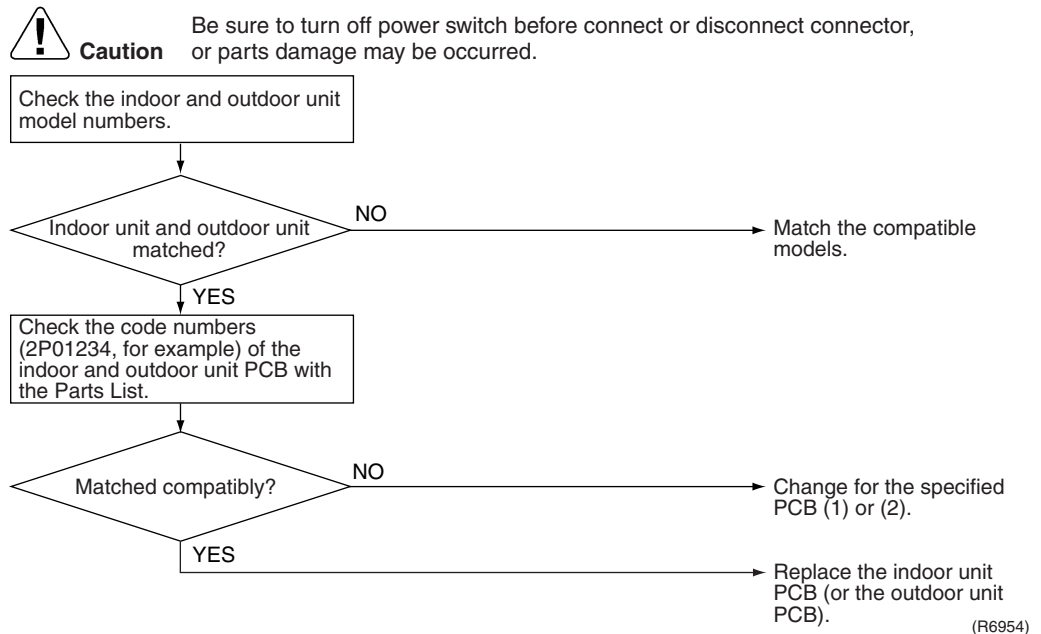 Be sure to turn off power switch before connect or disconnect connector,
Caution or parts damage may be occurred.
Check the indoor and outdoor unit
model numbers.
Indoor unit and outdoor unit
matched?
NO
Match the compatible
models.
YES
Check the code numbers
(2P01234, for example) of the
indoor and outdoor unit PCB with
the Parts List.
Matched compatibly?
NO
Change for the specified
PCB (1) or (2).
YES
Replace the indoor unit
PCB (or the outdoor unit
PCB).
(R6954)